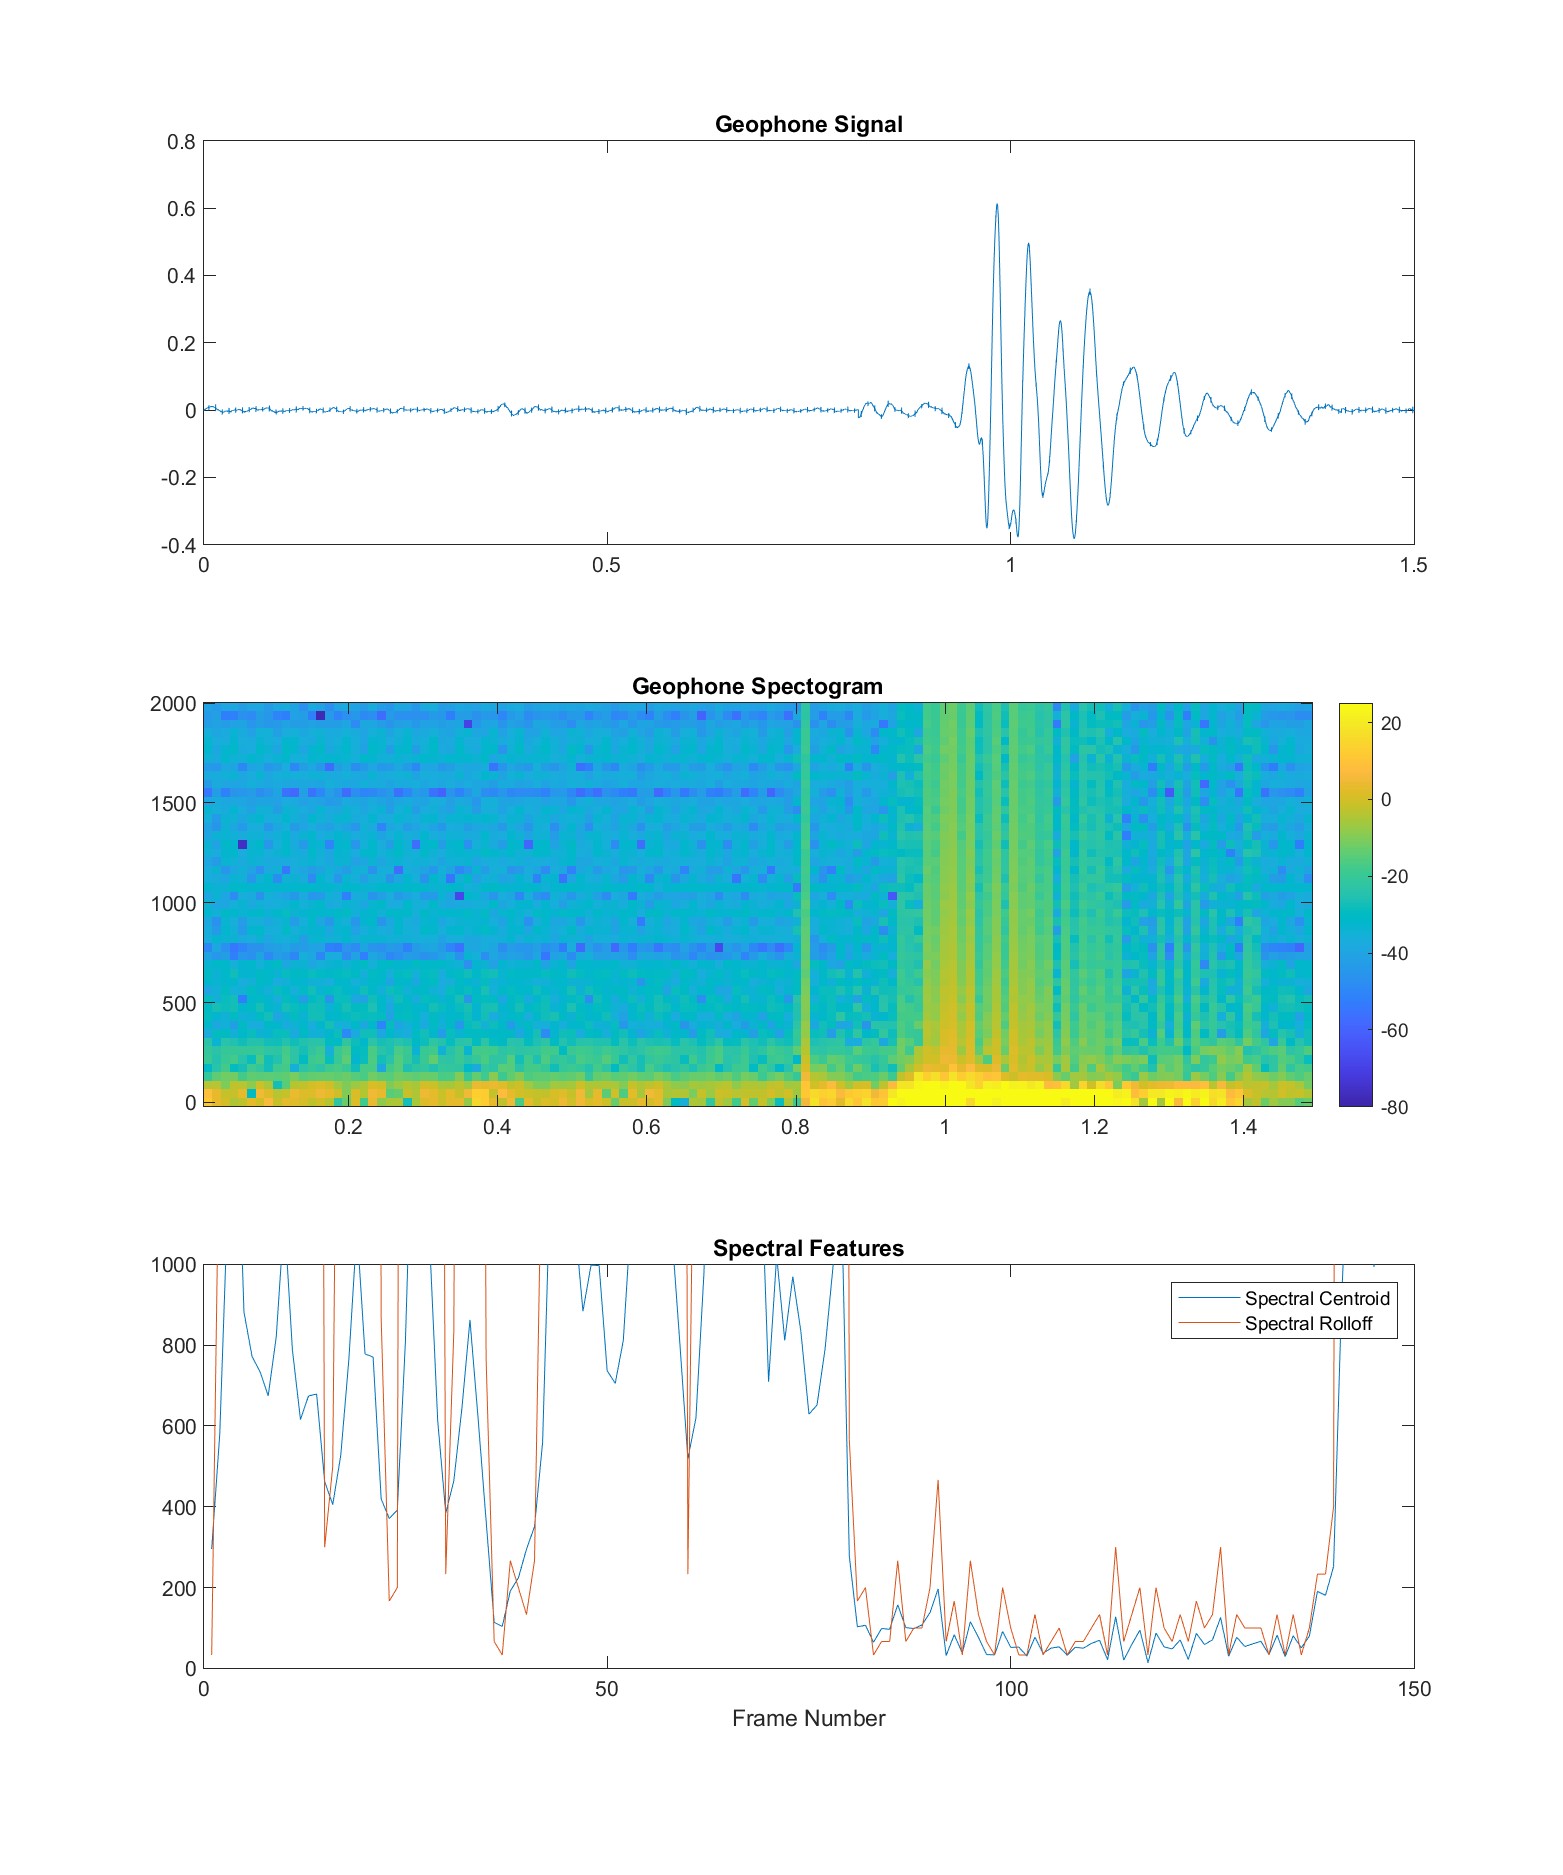 Geophone Signal
0.8
0.6
0.4
0.2
0
-0.2
-0.4
0 0.5 1 1.5
Geophone Spectogram
2000
1500
1000
500
0
0.2 0.4 0.6 0.8 1 1.2 1.4
20
0
-20
-40
-60
-80
Spectral Features
1000
800
600
400
200
0
Spectral Centroid
Spectral Rolloff
0 50 100 150
Frame Number